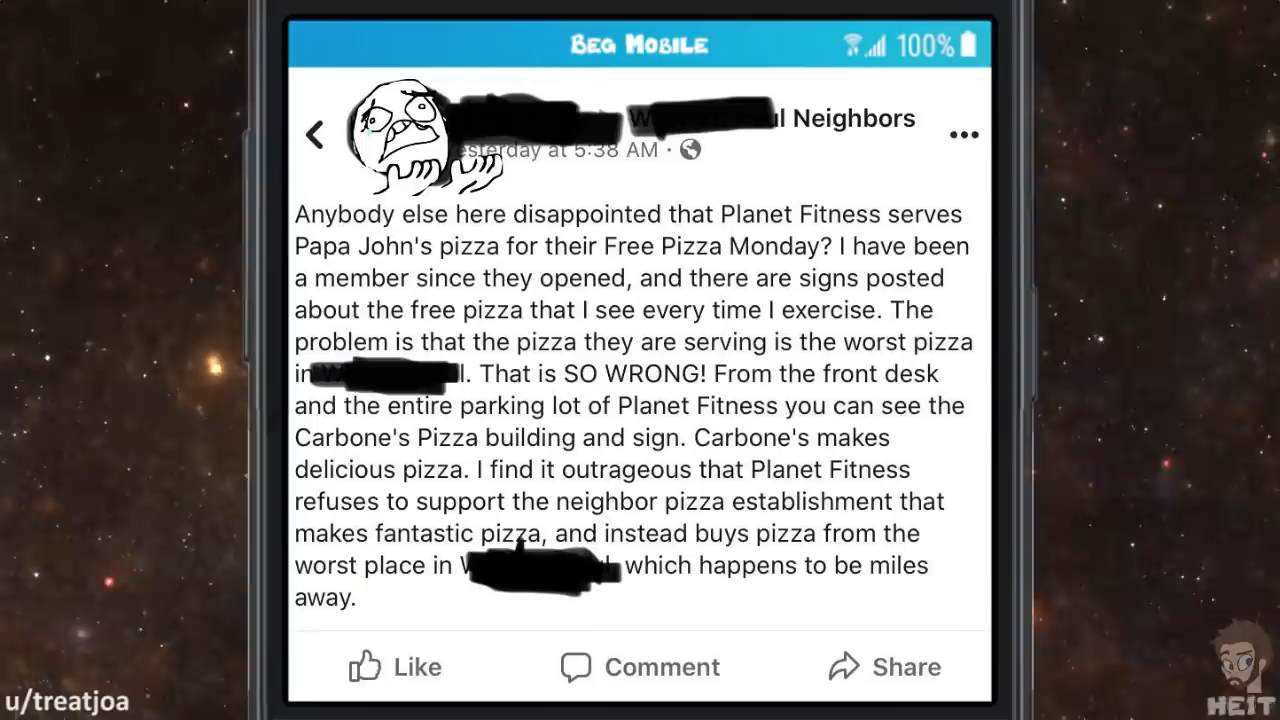 BEG MOBILE
100%
Neighbors
esterday at 5:38 AM ·
Anybody else here disappointed that Planet Fitness serves
Papa John's pizza for their Free Pizza Monday? I have been
a member since they opened, and there are signs posted
about the free pizza that I see every time I exercise. The
problem is that the pizza they are serving is the worst pizza
in l. That is SO WRONG! From the front desk
and the entire parking lot of Planet Fitness you can see the
Carbone's Pizza building and sign. Carbone's makes
delicious pizza. I find it outrageous that Planet Fitness
refuses to support the neighbor pizza establishment that
makes fantastic pizza, and instead buys pizza from the
worst place in which happens to be miles
away.
Like Comment Share
u/treatjoa
HEIT